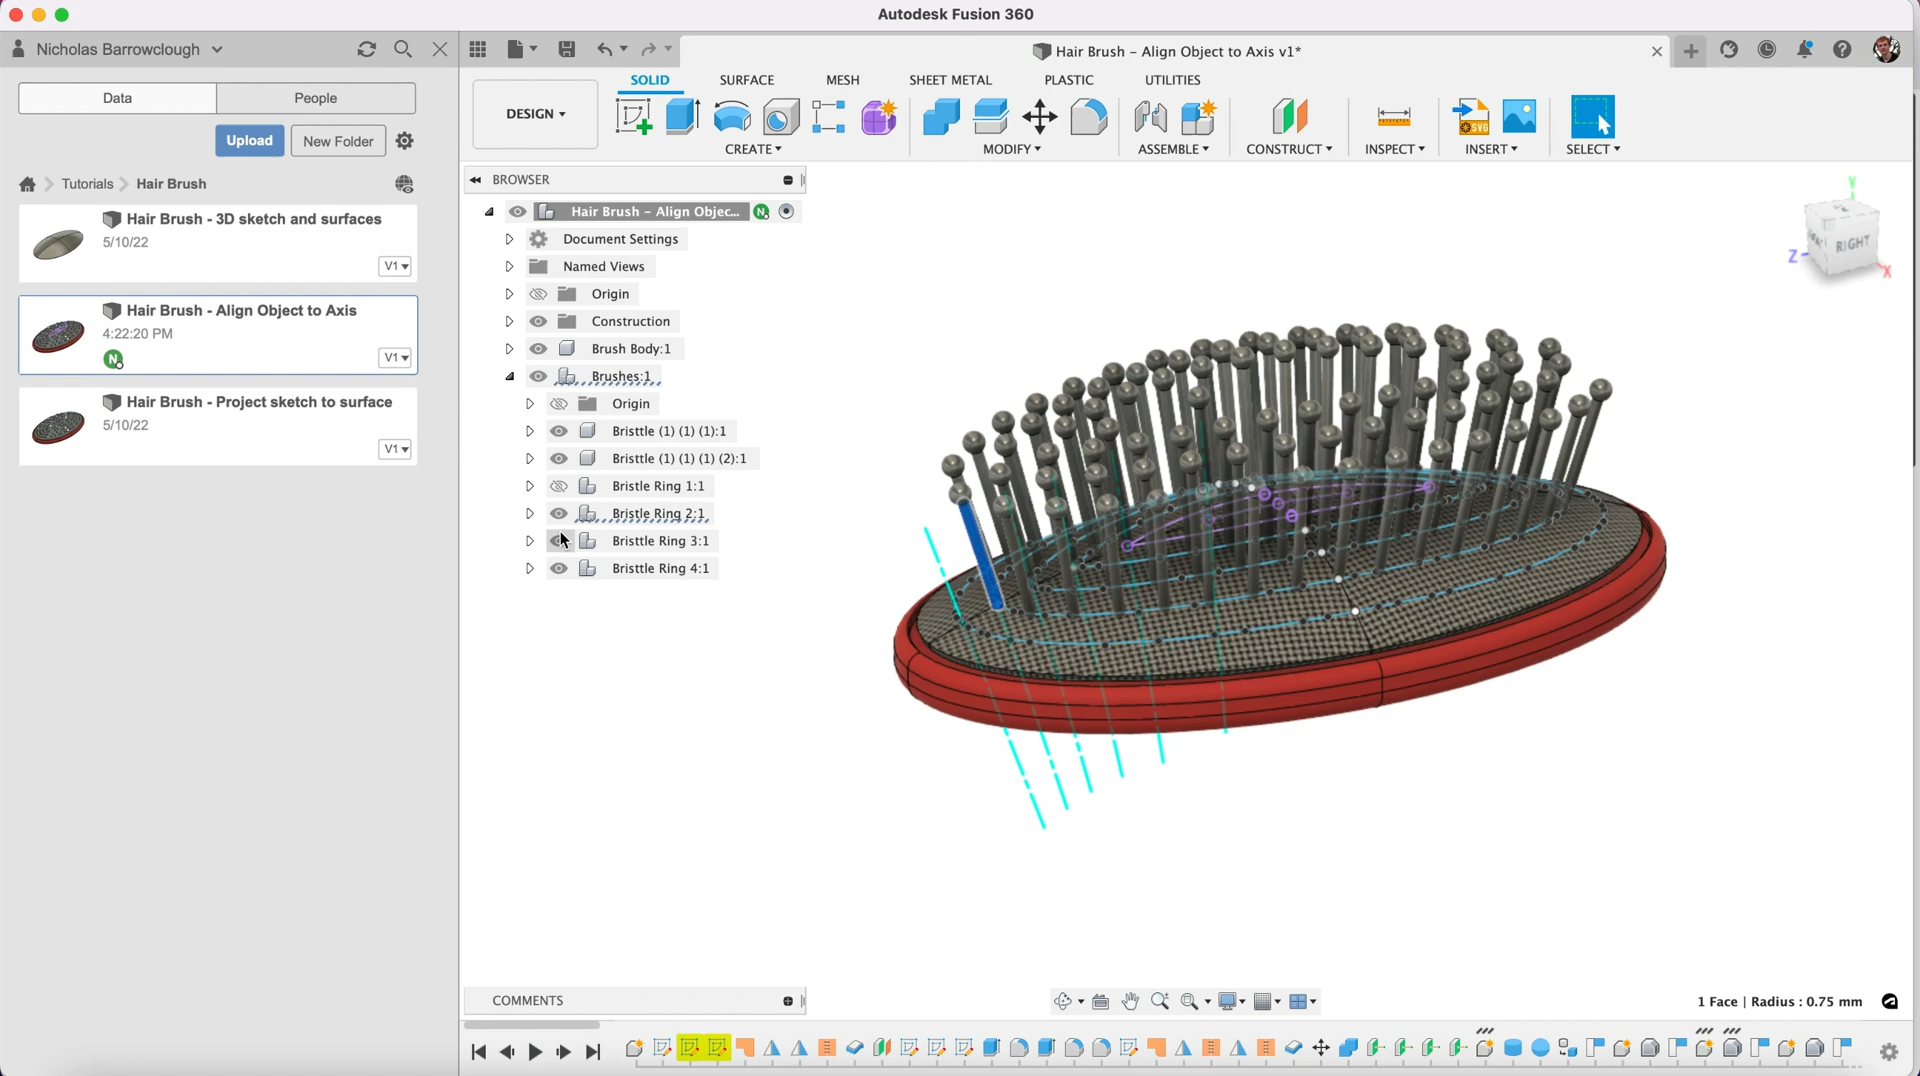 Autodesk Fusion 360
Nicholas Barrowclough
Hair Brush – Align Object to Axis v1*
Data
People
Upload
New Folder
Tutorials
Hair Brush
Hair Brush - 3D sketch and surfaces
5/10/22
V1
Hair Brush - Align Object to Axis
4:22:20 PM
N
V1
Hair Brush - Project sketch to surface
5/10/22
V1
DESIGN
SOLID
SURFACE
MESH
SHEET METAL
PLASTIC
UTILITIES
CREATE
MODIFY
ASSEMBLE
CONSTRUCT
INSPECT
INSERT
SELECT
SVG
BROWSER
Hair Brush – Align Objec... N
Document Settings
Named Views
Origin
Construction
Brush Body:1
Brushes:1
Origin
Bristtle (1) (1) (1):1
Bristtle (1) (1) (1) (2):1
Bristle Ring 1:1
Bristle Ring 2:1
Bristtle Ring 3:1
Bristtle Ring 4:1
Y
RIGHT
Z
X
COMMENTS
1 Face | Radius : 0.75 mm